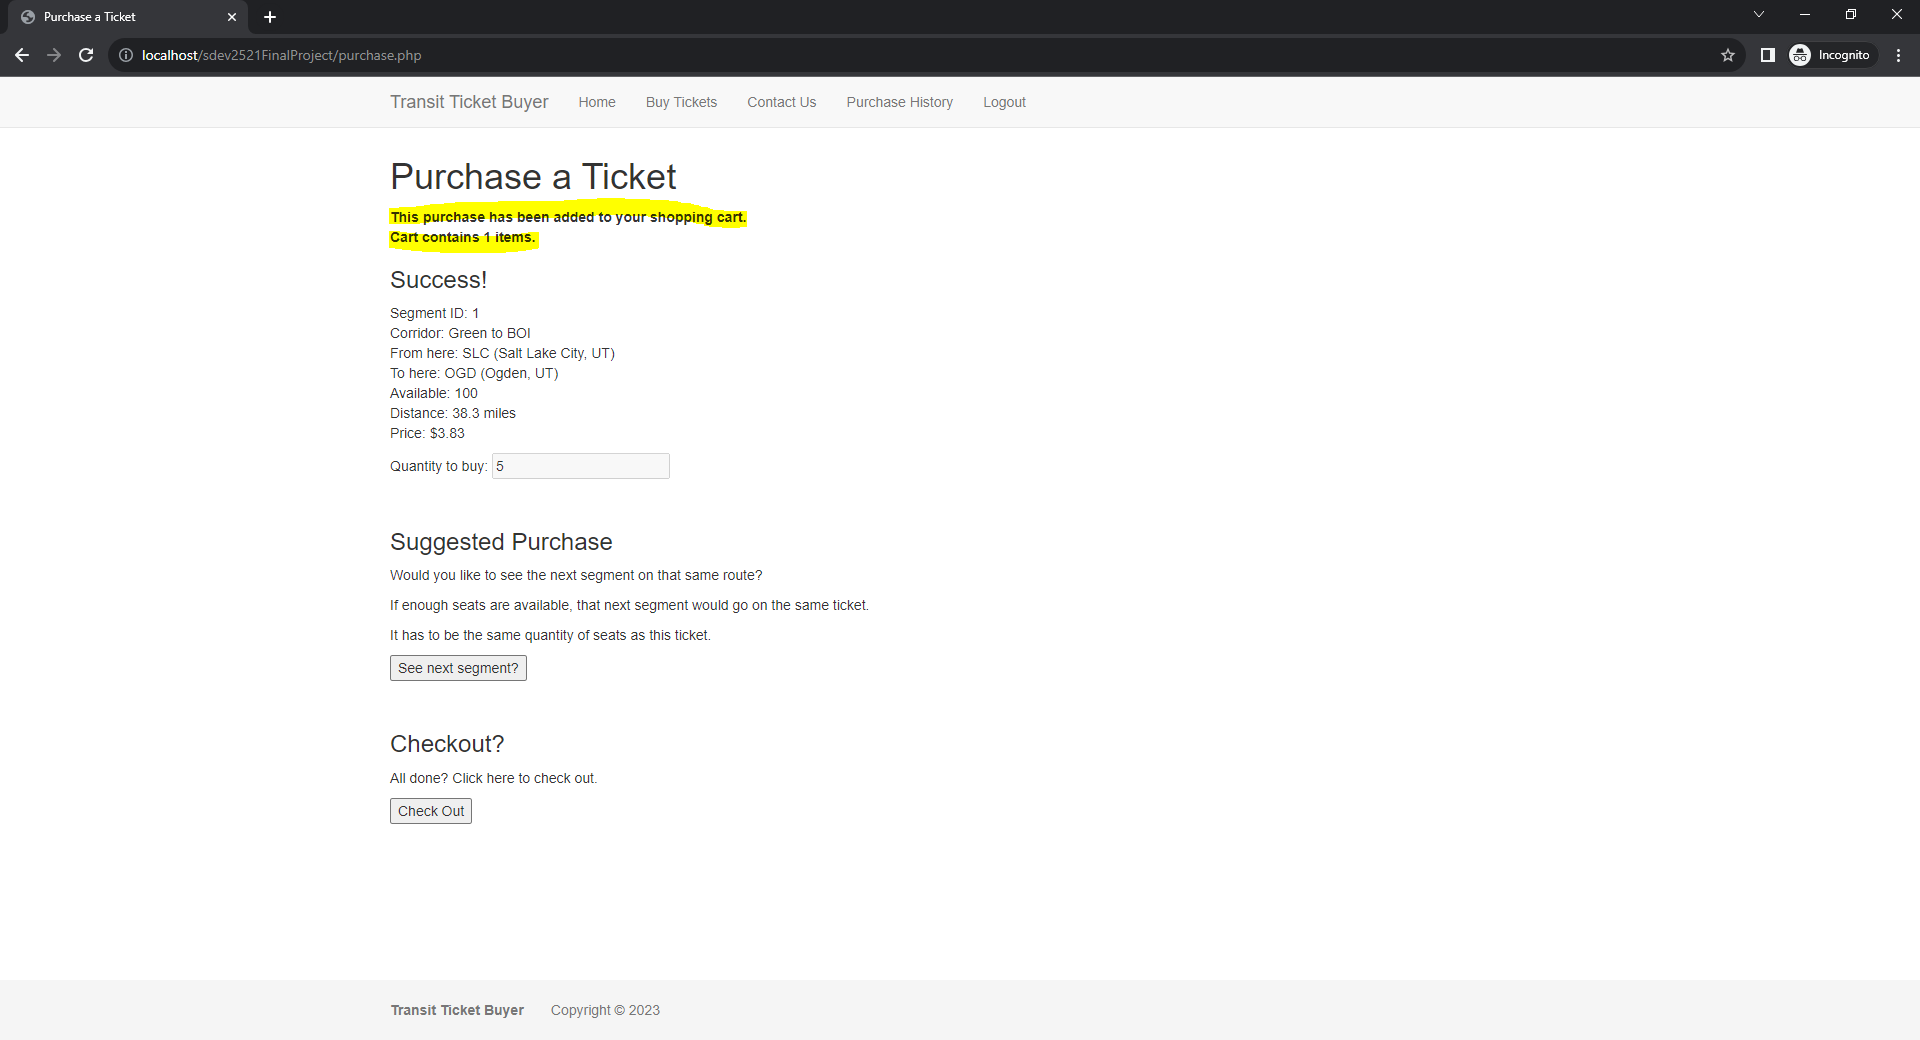 Purchase a Ticket
localhost/sdev2521FinalProject/purchase.php
Incognito
Transit Ticket Buyer Home Buy Tickets Contact Us Purchase History Logout
Purchase a Ticket
This purchase has been added to your shopping cart.
Cart contains 1 items.
Success!
Segment ID: 1
Corridor: Green to BOI
From here: SLC (Salt Lake City, UT)
To here: OGD (Ogden, UT)
Available: 100
Distance: 38.3 miles
Price: $3.83
Quantity to buy: 5
Suggested Purchase
Would you like to see the next segment on that same route?
If enough seats are available, that next segment would go on the same ticket.
It has to be the same quantity of seats as this ticket.
See next segment?
Checkout?
All done? Click here to check out.
Check Out
Transit Ticket Buyer Copyright © 2023